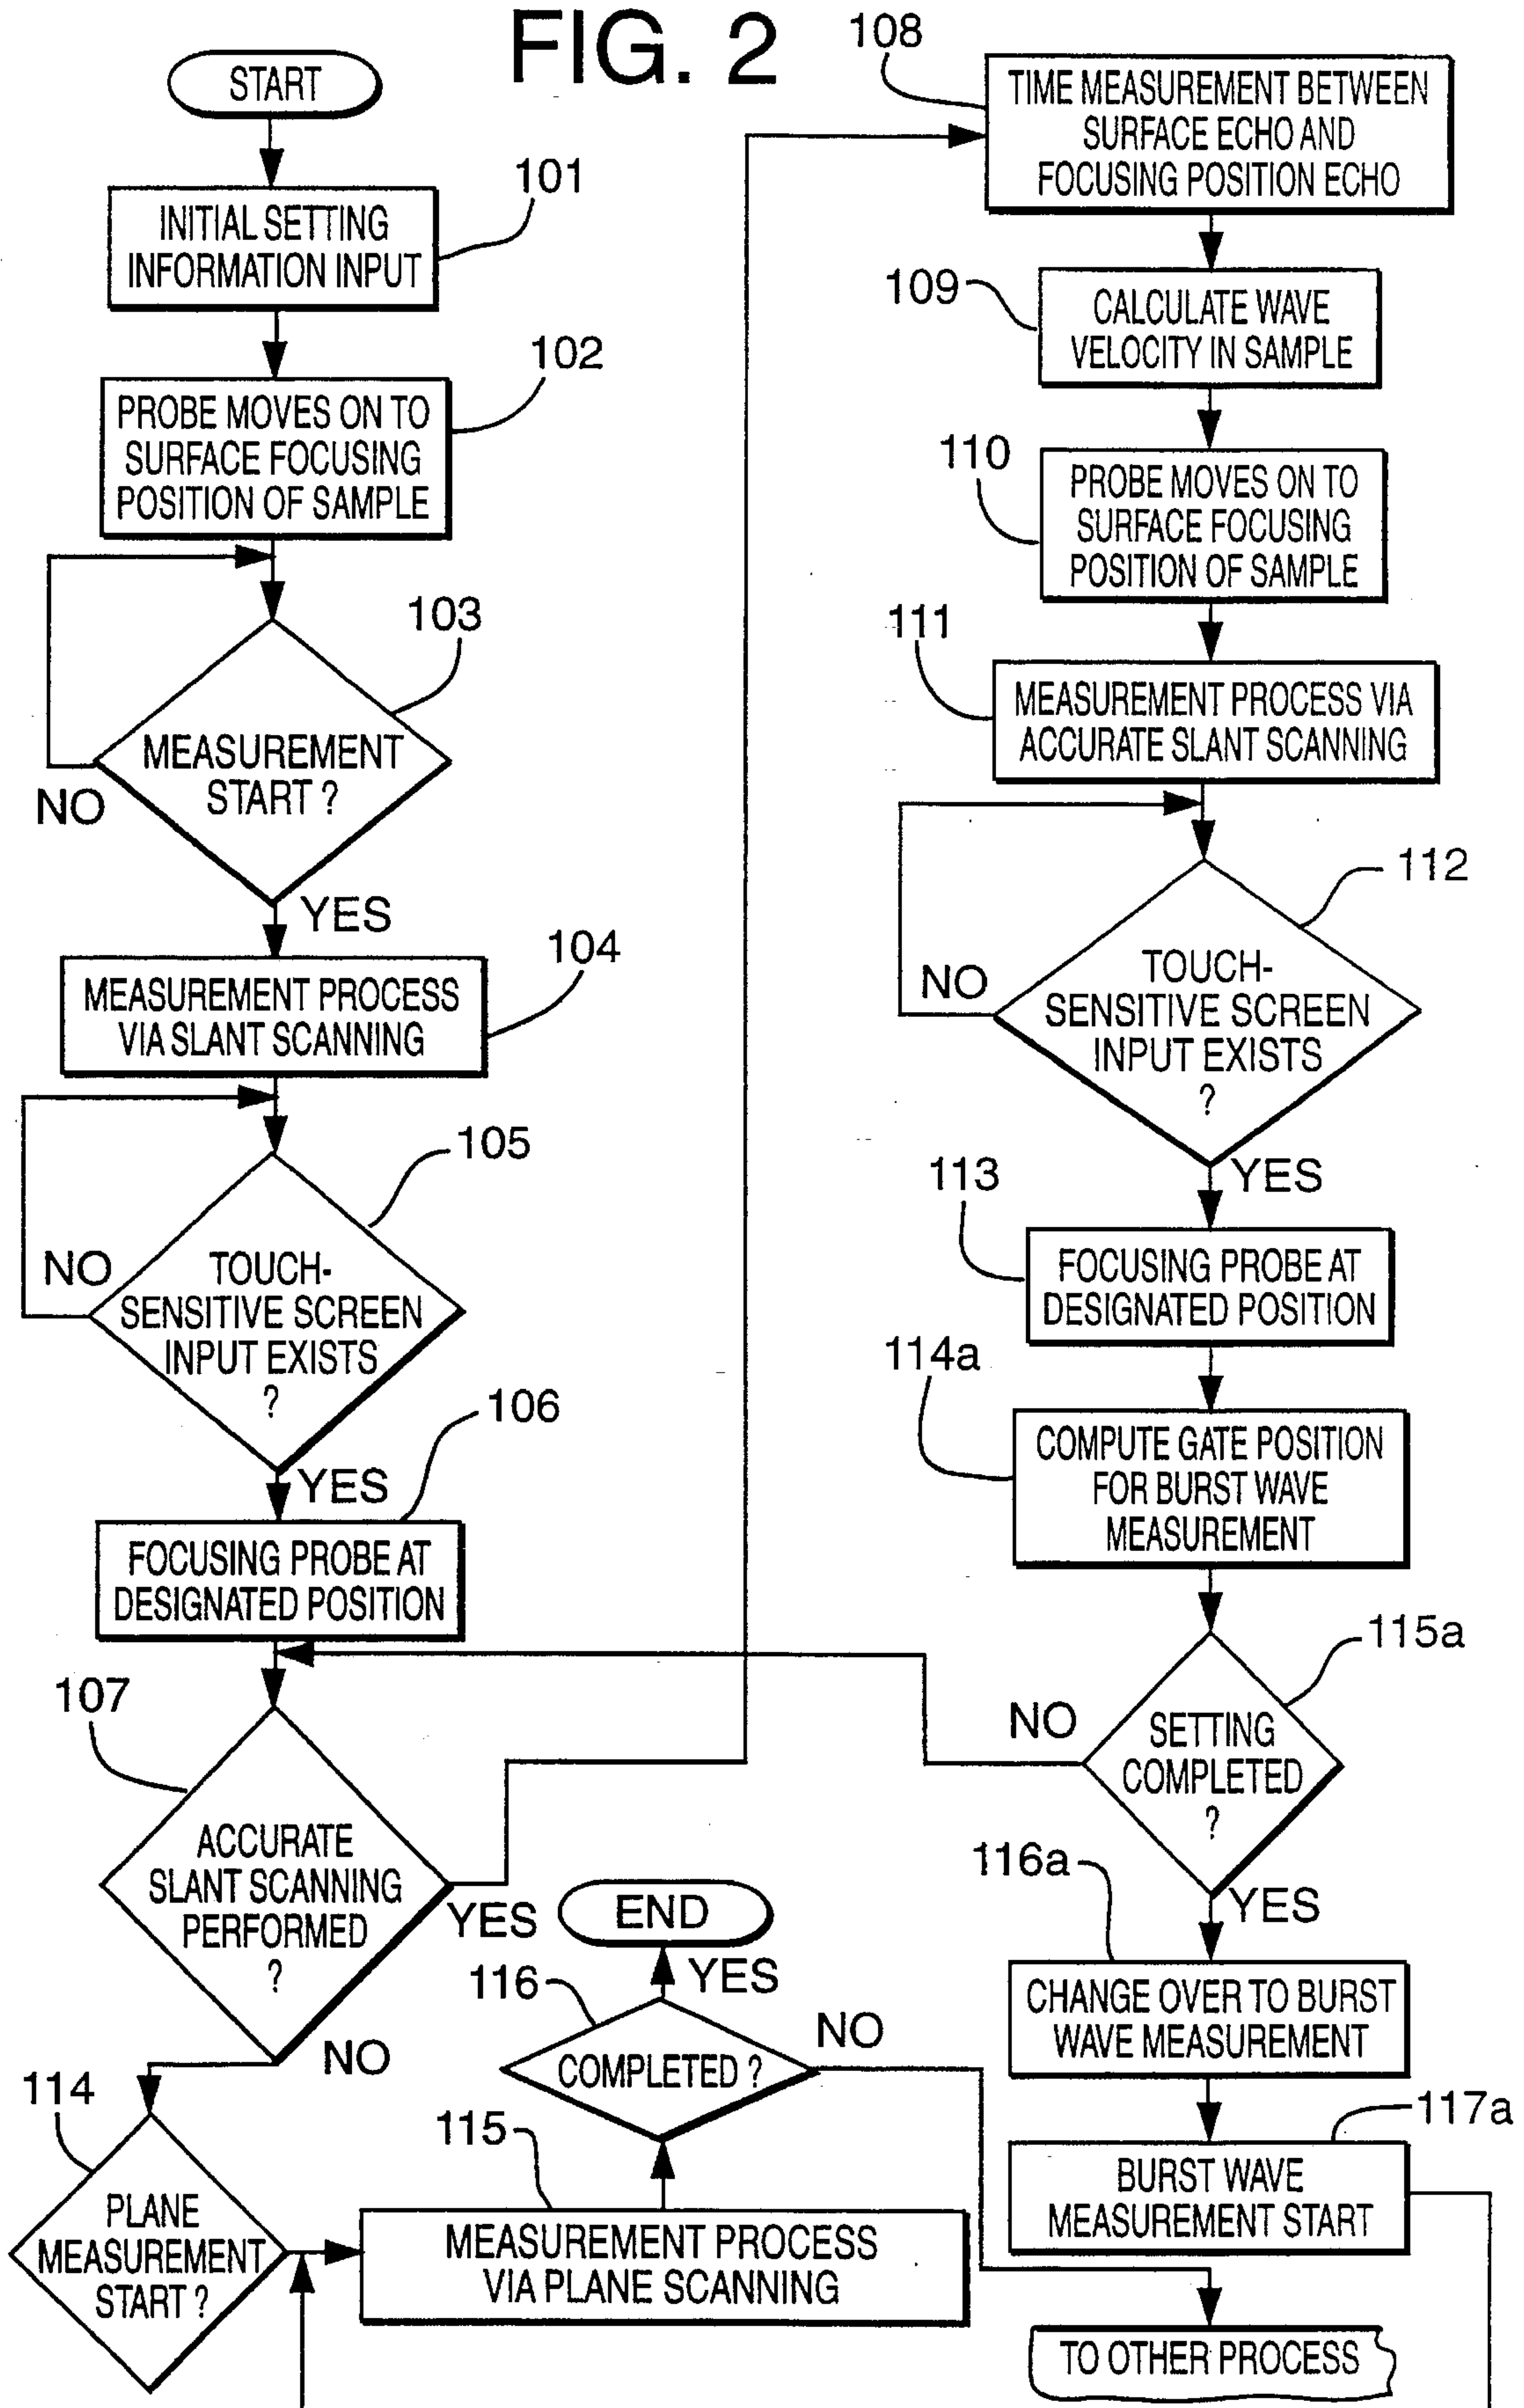 FIG. 2
START
101
INITIAL SETTING
INFORMATION INPUT
102
PROBE MOVES ON TO
SURFACE FOCUSING
POSITION OF SAMPLE
103
MEASUREMENT
START ?
NO
YES
104
MEASUREMENT PROCESS
VIA SLANT SCANNING
105
NO
TOUCH-
SENSITIVE SCREEN
INPUT EXISTS
?
106
YES
FOCUSING PROBE AT
DESIGNATED POSITION
107
ACCURATE
SLANT SCANNING
PERFORMED
?
YES
NO
114
PLANE
MEASUREMENT
START ?
115
MEASUREMENT PROCESS
VIA PLANE SCANNING
116
COMPLETED ?
YES
NO
END
108
TIME MEASUREMENT BETWEEN
SURFACE ECHO AND
FOCUSING POSITION ECHO
109
CALCULATE WAVE
VELOCITY IN SAMPLE
110
PROBE MOVES ON TO
SURFACE FOCUSING
POSITION OF SAMPLE
111
MEASUREMENT PROCESS VIA
ACCURATE SLANT SCANNING
112
NO
TOUCH-
SENSITIVE SCREEN
INPUT EXISTS
?
113
YES
FOCUSING PROBE AT
DESIGNATED POSITION
114a
COMPUTE GATE POSITION
FOR BURST WAVE
MEASUREMENT
115a
NO
SETTING
COMPLETED
?
116a
YES
CHANGE OVER TO BURST
WAVE MEASUREMENT
117a
BURST WAVE
MEASUREMENT START
TO OTHER PROCESS